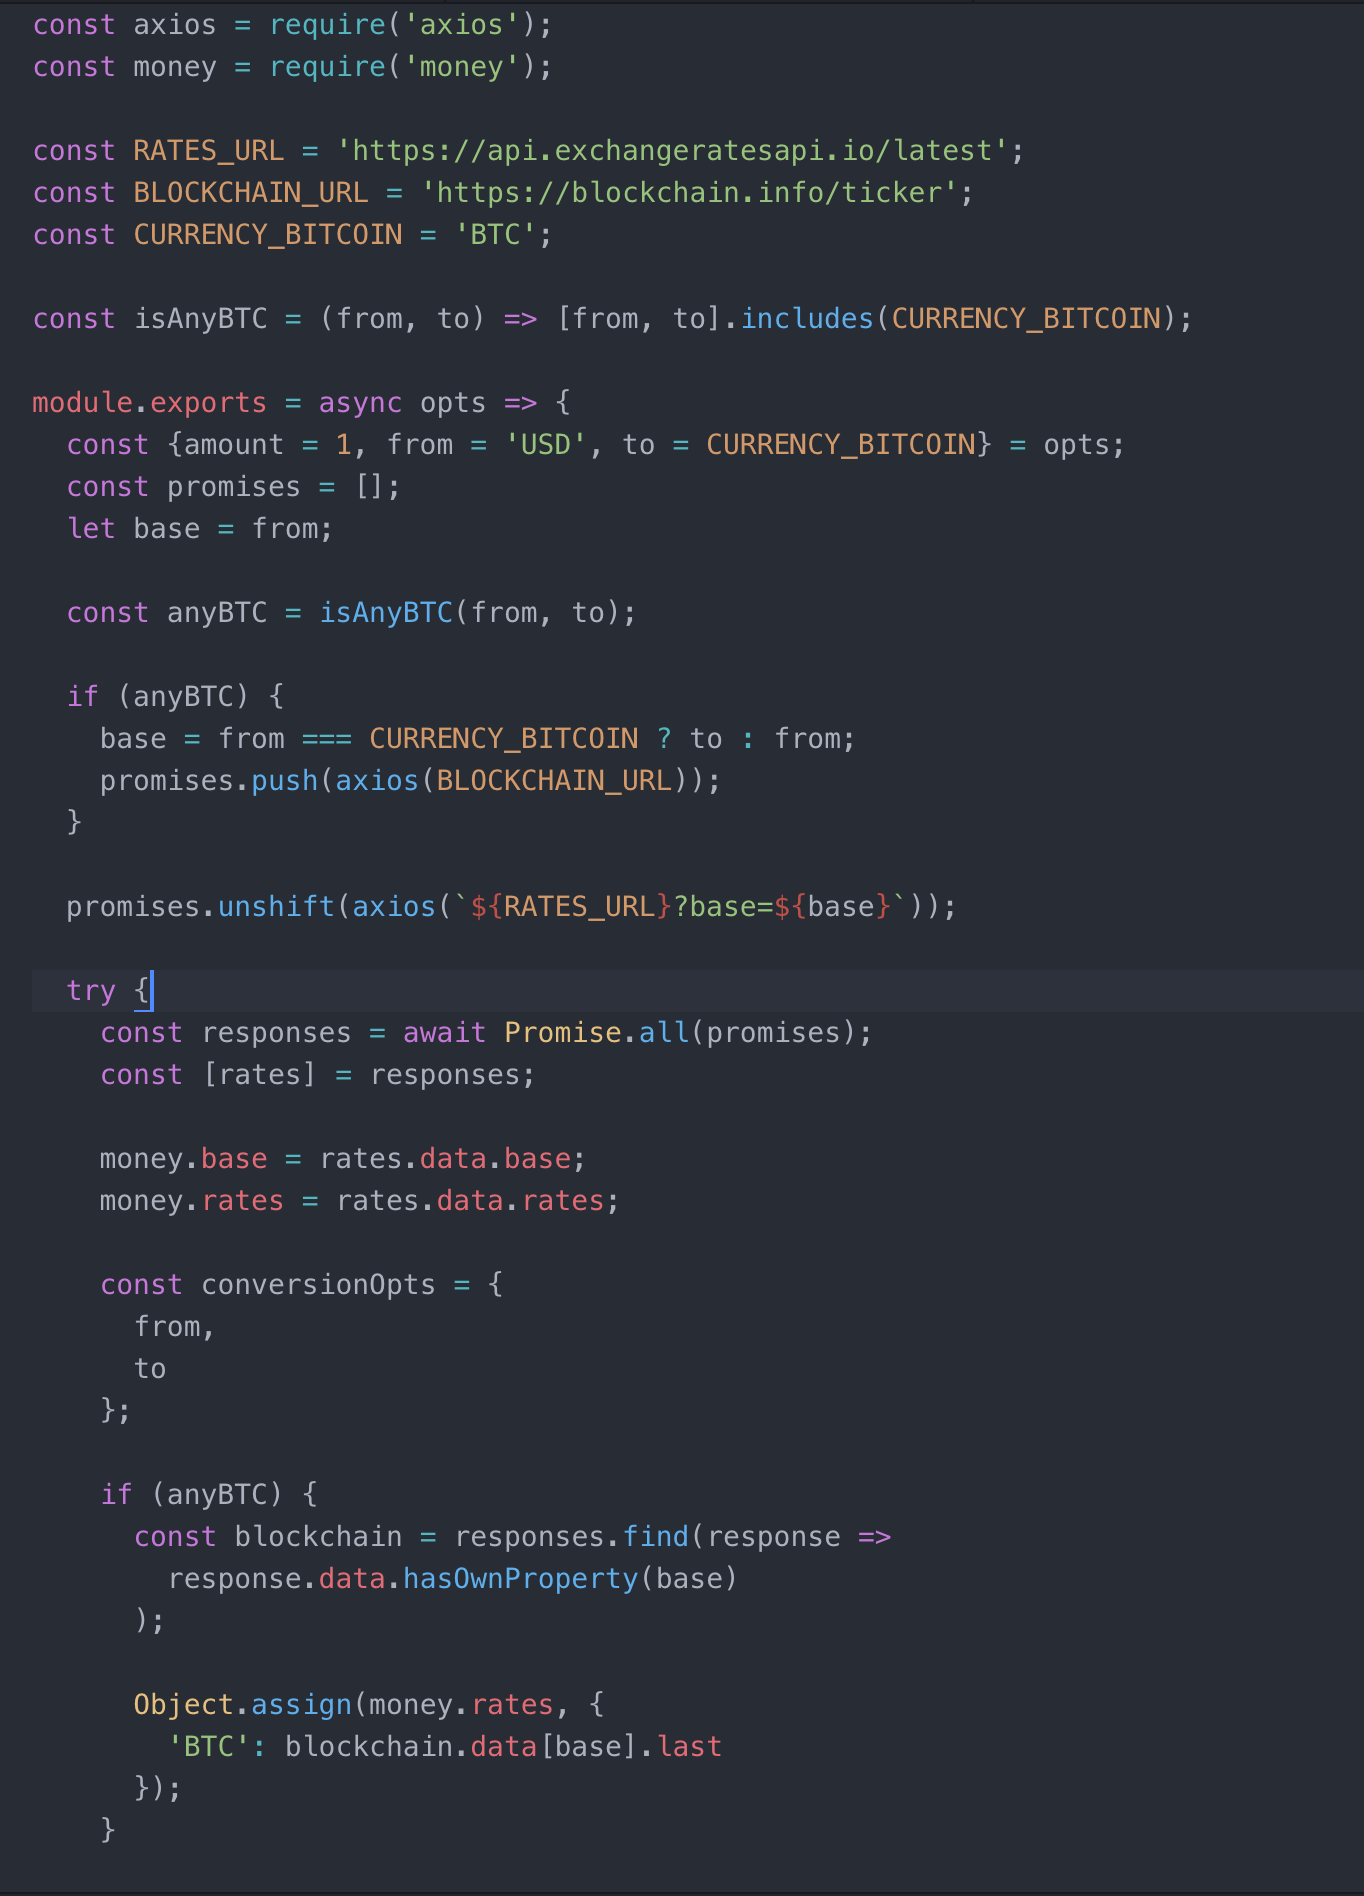 const axios = require('axios');
const money = require('money');
const RATES_URL = 'https://api.exchangeratesapi.io/latest';
const BLOCKCHAIN_URL = 'https://blockchain.info/ticker';
const CURRENCY_BITCOIN = 'BTC';
const isAnyBTC = (from, to) => [from, to].includes(CURRENCY_BITCOIN);
module.exports = async opts => {
  const {amount = 1, from = 'USD', to = CURRENCY_BITCOIN} = opts;
  const promises = [];
  let base = from;
  const anyBTC = isAnyBTC(from, to);
  if (anyBTC) {
    base = from === CURRENCY_BITCOIN ? to : from;
    promises.push(axios(BLOCKCHAIN_URL));
  }
  promises.unshift(axios(`${RATES_URL}?base=${base}`));
  try {
    const responses = await Promise.all(promises);
    const [rates] = responses;
    money.base = rates.data.base;
    money.rates = rates.data.rates;
    const conversionOpts = {
      from,
      to
    };
    if (anyBTC) {
      const blockchain = responses.find(response =>
        response.data.hasOwnProperty(base)
      );
      Object.assign(money.rates, {
        'BTC': blockchain.data[base].last
      });
    }